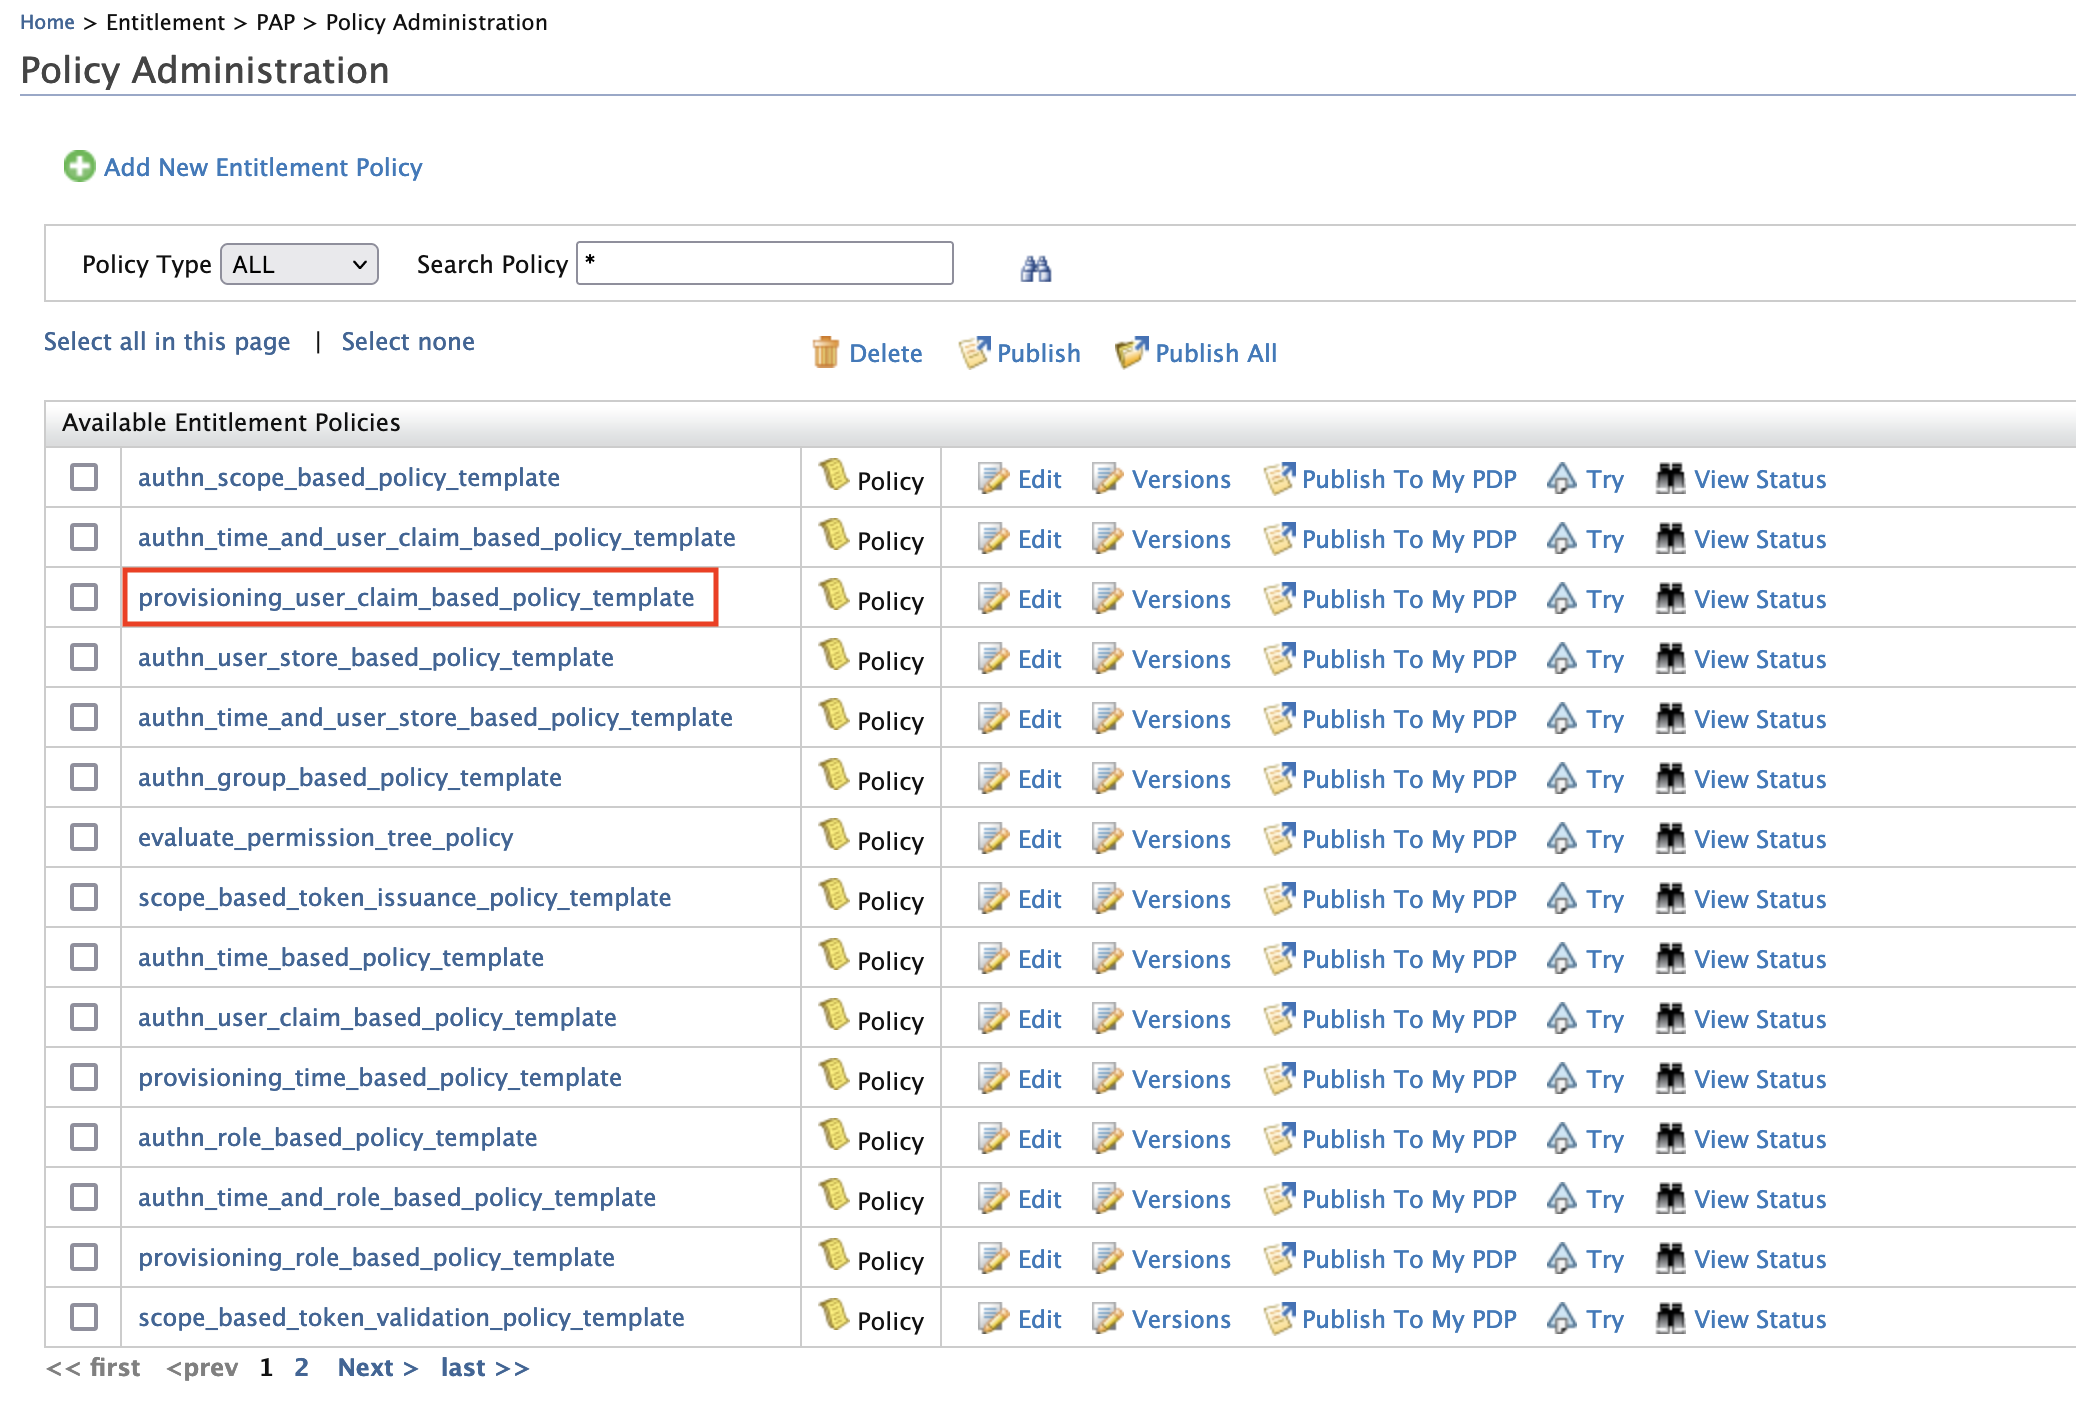 Home > Entitlement > PAP > Policy Administration
Policy Administration
Add New Entitlement Policy
Policy Type ALL Search Policy *
Select all in this page | Select none Delete Publish Publish All
Available Entitlement Policies
authn_scope_based_policy_template Policy Edit Versions Publish To My PDP Try View Status
authn_time_and_user_claim_based_policy_template Policy Edit Versions Publish To My PDP Try View Status
provisioning_user_claim_based_policy_template Policy Edit Versions Publish To My PDP Try View Status
authn_user_store_based_policy_template Policy Edit Versions Publish To My PDP Try View Status
authn_time_and_user_store_based_policy_template Policy Edit Versions Publish To My PDP Try View Status
authn_group_based_policy_template Policy Edit Versions Publish To My PDP Try View Status
evaluate_permission_tree_policy Policy Edit Versions Publish To My PDP Try View Status
scope_based_token_issuance_policy_template Policy Edit Versions Publish To My PDP Try View Status
authn_time_based_policy_template Policy Edit Versions Publish To My PDP Try View Status
authn_user_claim_based_policy_template Policy Edit Versions Publish To My PDP Try View Status
provisioning_time_based_policy_template Policy Edit Versions Publish To My PDP Try View Status
authn_role_based_policy_template Policy Edit Versions Publish To My PDP Try View Status
authn_time_and_role_based_policy_template Policy Edit Versions Publish To My PDP Try View Status
provisioning_role_based_policy_template Policy Edit Versions Publish To My PDP Try View Status
scope_based_token_validation_policy_template Policy Edit Versions Publish To My PDP Try View Status
<< first <prev 1 2 Next > last >>